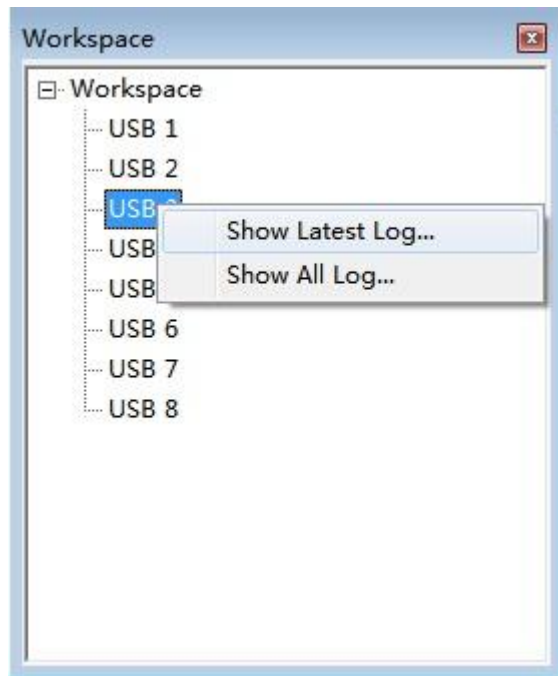 Workspace
Workspace
USB 1
USB 2
USB
Show Latest Log...
USB
Show All Log...
USB
USB 6
USB 7
USB 8